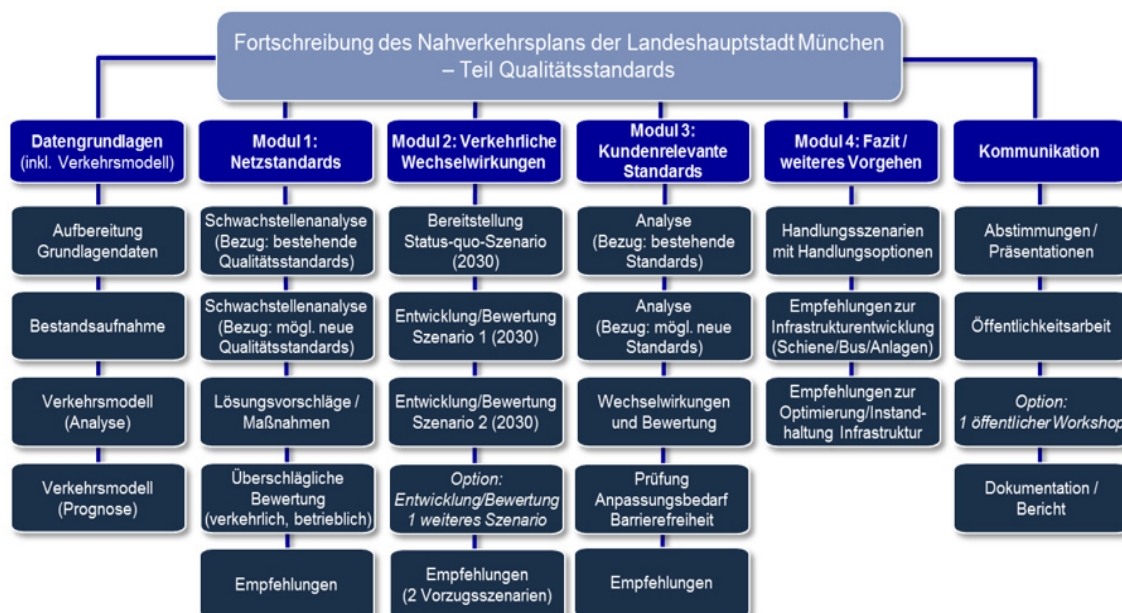 Fortschreibung des Nahverkehrsplans der Landeshauptstadt München
– Teil Qualitätsstandards
Datengrundlagen
(inkl. Verkehrsmodell)
Aufbereitung
Grundlagendaten
Bestandsaufnahme
Verkehrsmodell
(Analyse)
Verkehrsmodell
(Prognose)
Modul 1:
Netzstandards
Schwachstellenanalyse
(Bezug: bestehende
Qualitätsstandards)
Schwachstellenanalyse
(Bezug: mögl. neue
Qualitätsstandards)
Lösungsvorschläge /
Maßnahmen
Überschlägliche
Bewertung
(verkehrlich, betrieblich)
Empfehlungen
Modul 2: Verkehrliche
Wechselwirkungen
Bereitstellung
Status-quo-Szenario
(2030)
Entwicklung/Bewertung
Szenario 1 (2030)
Entwicklung/Bewertung
Szenario 2 (2030)
Option:
Entwicklung/Bewertung
1 weiteres Szenario
Empfehlungen
(2 Vorzugsszenarien)
Modul 3:
Kundenrelevante
Standards
Analyse
(Bezug: bestehende
Standards)
Analyse
(Bezug: mögl. neue
Standards)
Wechselwirkungen
und Bewertung
Prüfung
Anpassungsbedarf
Barrierefreiheit
Empfehlungen
Modul 4: Fazit /
weiteres Vorgehen
Handlungsszenarien
mit Handlungsoptionen
Empfehlungen zur
Infrastrukturentwicklung
(Schiene/Bus/Anlagen)
Empfehlungen zur
Optimierung/Instand-
haltung Infrastruktur
Kommunikation
Abstimmungen /
Präsentationen
Öffentlichkeitsarbeit
Option:
1 öffentlicher Workshop
Dokumentation /
Bericht